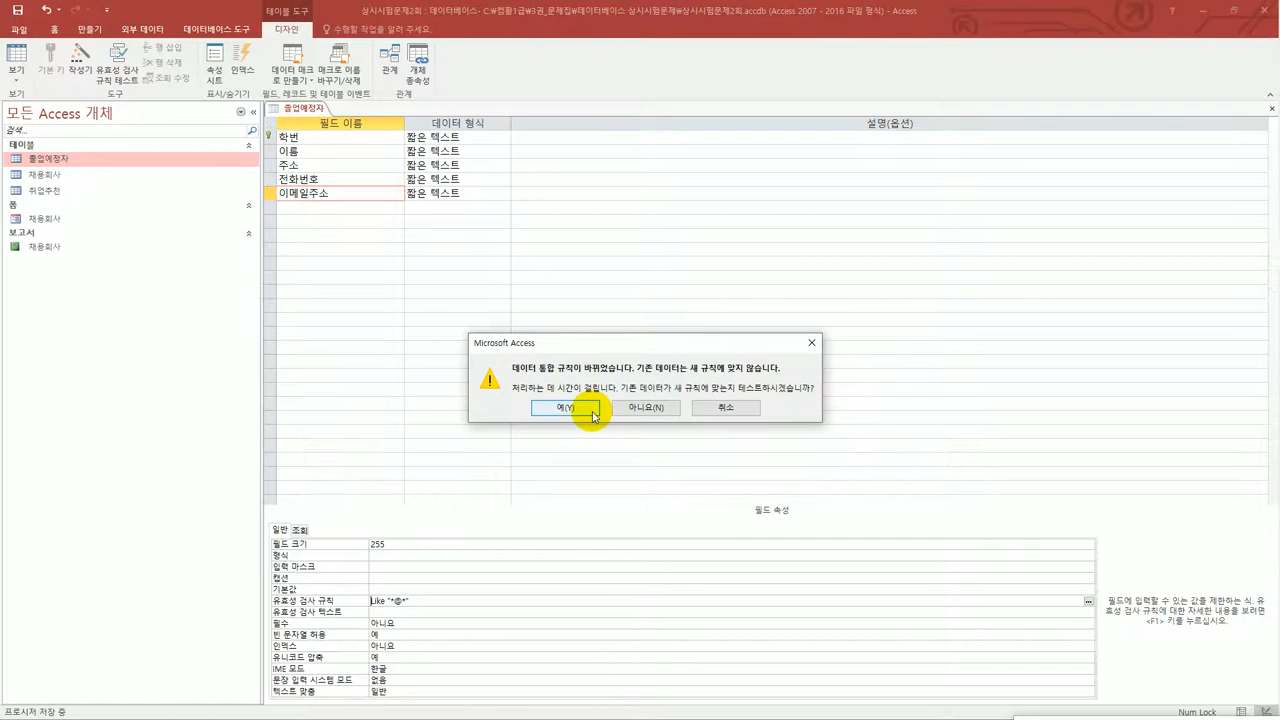 테이블 도구
상시시험문제2회 : 데이터베이스- C:₩컴활1급₩3권_문제집₩데이터베이스 상시시험문제₩상시시험문제2회.accdb (Access 2007 - 2016 파일 형식) - Access
파일 홈 만들기 외부 데이터 데이터베이스 도구 디자인 수행할 작업을 알려 주세요.
행 삽입
행 삭제
조회 수정
보기 기본 키 작성기 유효성 검사 규칙 테스트 속성 시트 인덱스 데이터 매크로 만들기 매크로 이름 바꾸기/삭제 관계 개체 종속성
보기 도구 표시/숨기기 필드, 레코드 및 테이블 이벤트 관계
모든 Access 개체
검색...
테이블
졸업예정자
채용회사
취업추천
폼
채용회사
보고서
채용회사
졸업예정자
필드 이름 데이터 형식 설명(옵션)
학번 짧은 텍스트
이름 짧은 텍스트
주소 짧은 텍스트
전화번호 짧은 텍스트
이메일주소 짧은 텍스트
Microsoft Access
데이터 통합 규칙이 바뀌었습니다. 기존 데이터는 새 규칙에 맞지 않습니다.
처리하는 데 시간이 걸립니다. 기존 데이터가 새 규칙에 맞는지 테스트하시겠습니까?
예(Y) 아니요(N) 취소
필드 속성
일반 조회
필드 크기 255
형식
입력 마스크
캡션
기본값
유효성 검사 규칙 Like "*@*"
유효성 검사 텍스트
필수 아니요
빈 문자열 허용 예
인덱스 아니요
유니코드 압축 예
IME 모드 한글
문장 입력 시스템 모드 없음
텍스트 맞춤 일반
필드에 입력할 수 있는 값을 제한하는 식. 유
효성 검사 규칙에 대한 자세한 내용을 보려면
<F1> 키를 누르십시오.
프로시저 저장 중
Num Lock